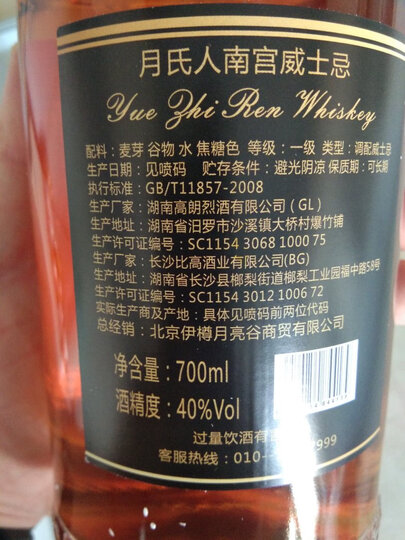 月氏人南宫威士忌
Yue Zhi Ren Whiskey
配料：麦芽 谷物 水 焦糖色 等级：一级 类型：调配威士忌
生产日期：见喷码 贮存条件：避光阴凉 保质期：可长期
执行标准：GB/T11857-2008
生产厂家：湖南高朗烈酒有限公司（GL）
生产地址：湖南省汨罗市沙溪镇大桥村爆竹铺
生产许可证编号：SC1154 3068 1000 75
生产厂家：长沙比高酒业有限公司(BG)
生产地址：湖南省长沙县榔梨街道榔梨工业园福中路58号
生产许可证编号：SC1154 3012 1006 72
实际生产商及产地：具体见喷码前两位代码
总经销：北京伊樽月亮谷商贸有限公司
净含量：700ml
酒精度：40%Vol
过量饮酒有
客服热线：010- 999